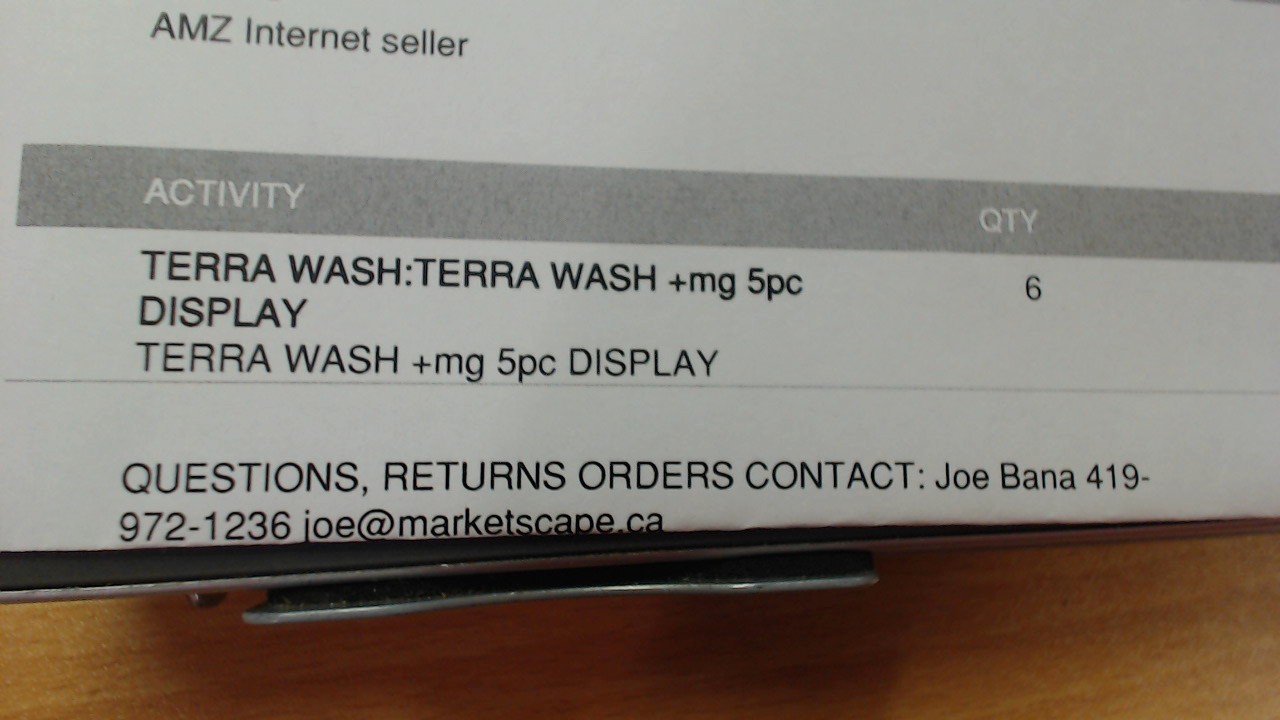 AMZ Internet seller
ACTIVITY QTY
TERRA WASH:TERRA WASH +mg 5pc 6
DISPLAY
TERRA WASH +mg 5pc DISPLAY
QUESTIONS, RETURNS ORDERS CONTACT: Joe Bana 419-
972-1236 joe@marketscape.ca